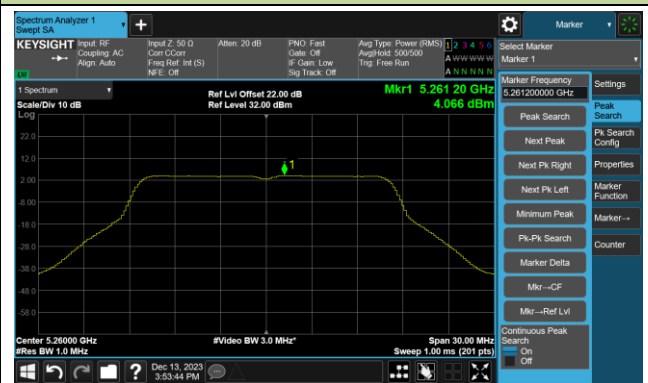 Spectrum Analyzer 1
Swept SA
+
Marker
KEYSIGHT
Input: RF
Coupling: AC
Align: Auto
Input Z: 50 Ω
Corr CCorr
Freq Ref: Int (S)
NFE: Off
Atten: 20 dB
PNO: Fast
Gate: Off
IF Gain: Low
Sig Track: Off
Avg Type: Power (RMS)
Avg|Hold: 500/500
Trig: Free Run
1 2 3 4 5 6
A W W W W W
A N N N N N
LXI
Select Marker
Marker 1
1 Spectrum
Scale/Div 10 dB
Log
Ref Lvl Offset 22.00 dB
Ref Level 32.00 dBm
Mkr1 5.261 20 GHz
4.066 dBm
22.0
12.0
2.00
-8.00
-18.0
-28.0
-38.0
-48.0
-58.0
1
Center 5.26000 GHz
#Res BW 1.0 MHz
#Video BW 3.0 MHz*
Span 30.00 MHz
Sweep 1.00 ms (201 pts)
Marker Frequency
5.261200000 GHz
Peak Search
Next Peak
Next Pk Right
Next Pk Left
Minimum Peak
Pk-Pk Search
Marker Delta
Mkr→CF
Mkr→Ref Lvl
Continuous Peak
Search
On
Off
Settings
Peak
Search
Pk Search
Config
Properties
Marker
Function
Marker→
Counter
?
Dec 13, 2023
3:53:44 PM